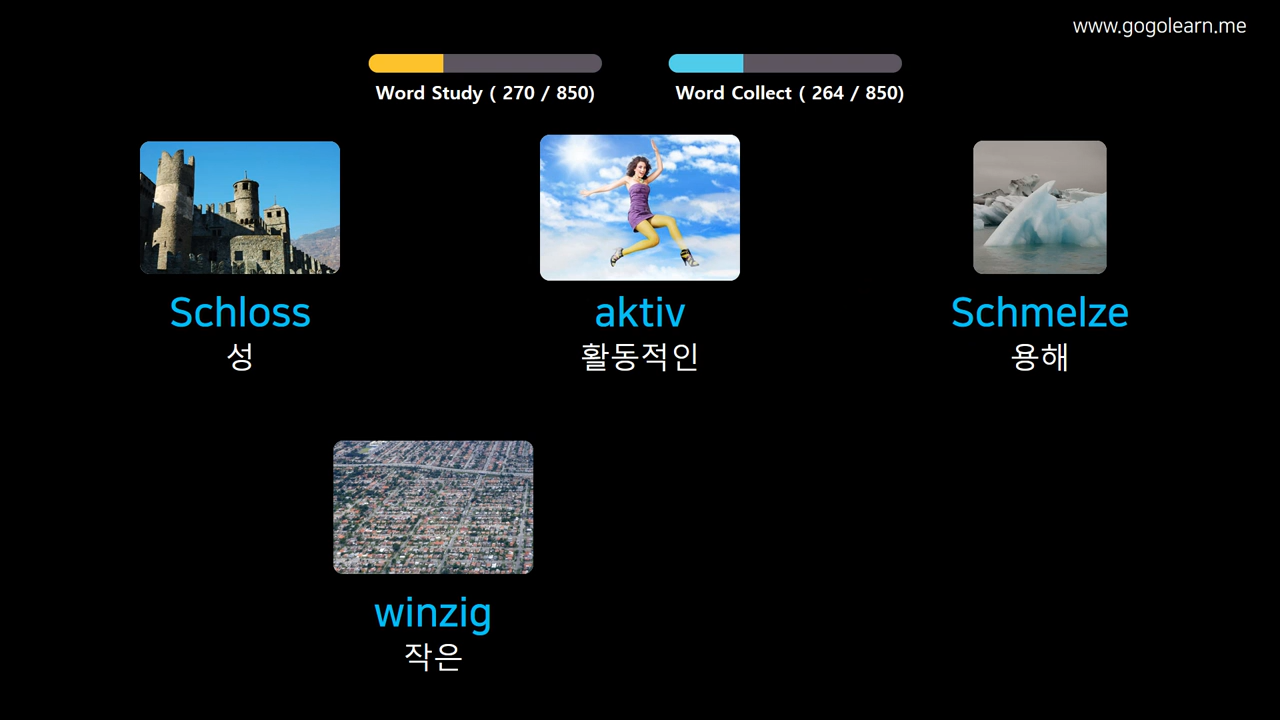 www.gogolearn.me
Word Study ( 270 / 850)
Word Collect ( 264 / 850)
Schloss
성
aktiv
활동적인
Schmelze
용해
winzig
작은